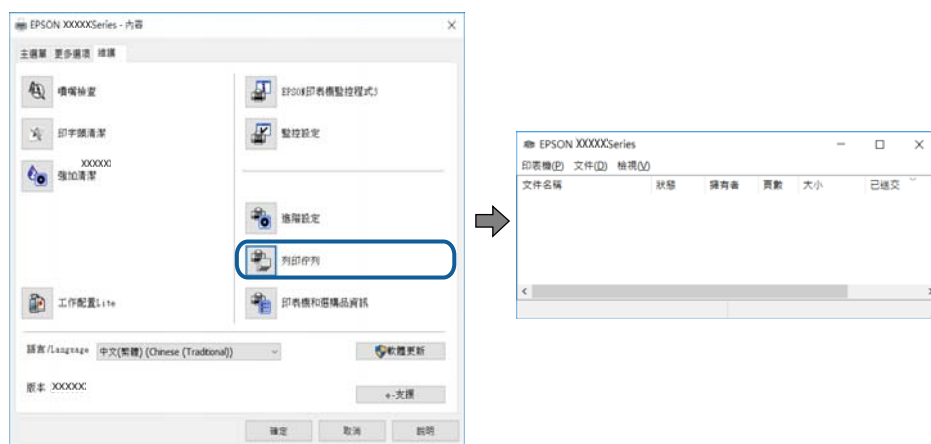 EPSON XXXXXSeries - 內容
主選單 更多選項 維護
噴嘴檢查
EPSON印表機監控程式3
印字頭清潔
監控設定
XXXXX
強加清潔
進階設定
列印佇列
工作配置Lite
印表機和選購品資訊
語言/Language 中文(繁體) (Chinese (Traditional))
軟體更新
版本 XXXXX
e-支援
確定 取消 說明
EPSON XXXXXSeries
印表機(P) 文件(D) 檢視(V)
文件名稱 狀態 擁有者 頁數 大小 已送交